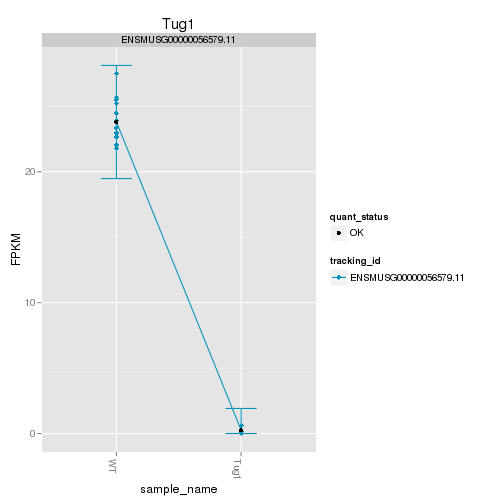 Tug1
ENSMUSG00000056579.11
20
10
0
FPKM
WT
Tug1
sample_name
quant_status
OK
tracking_id
ENSMUSG00000056579.11